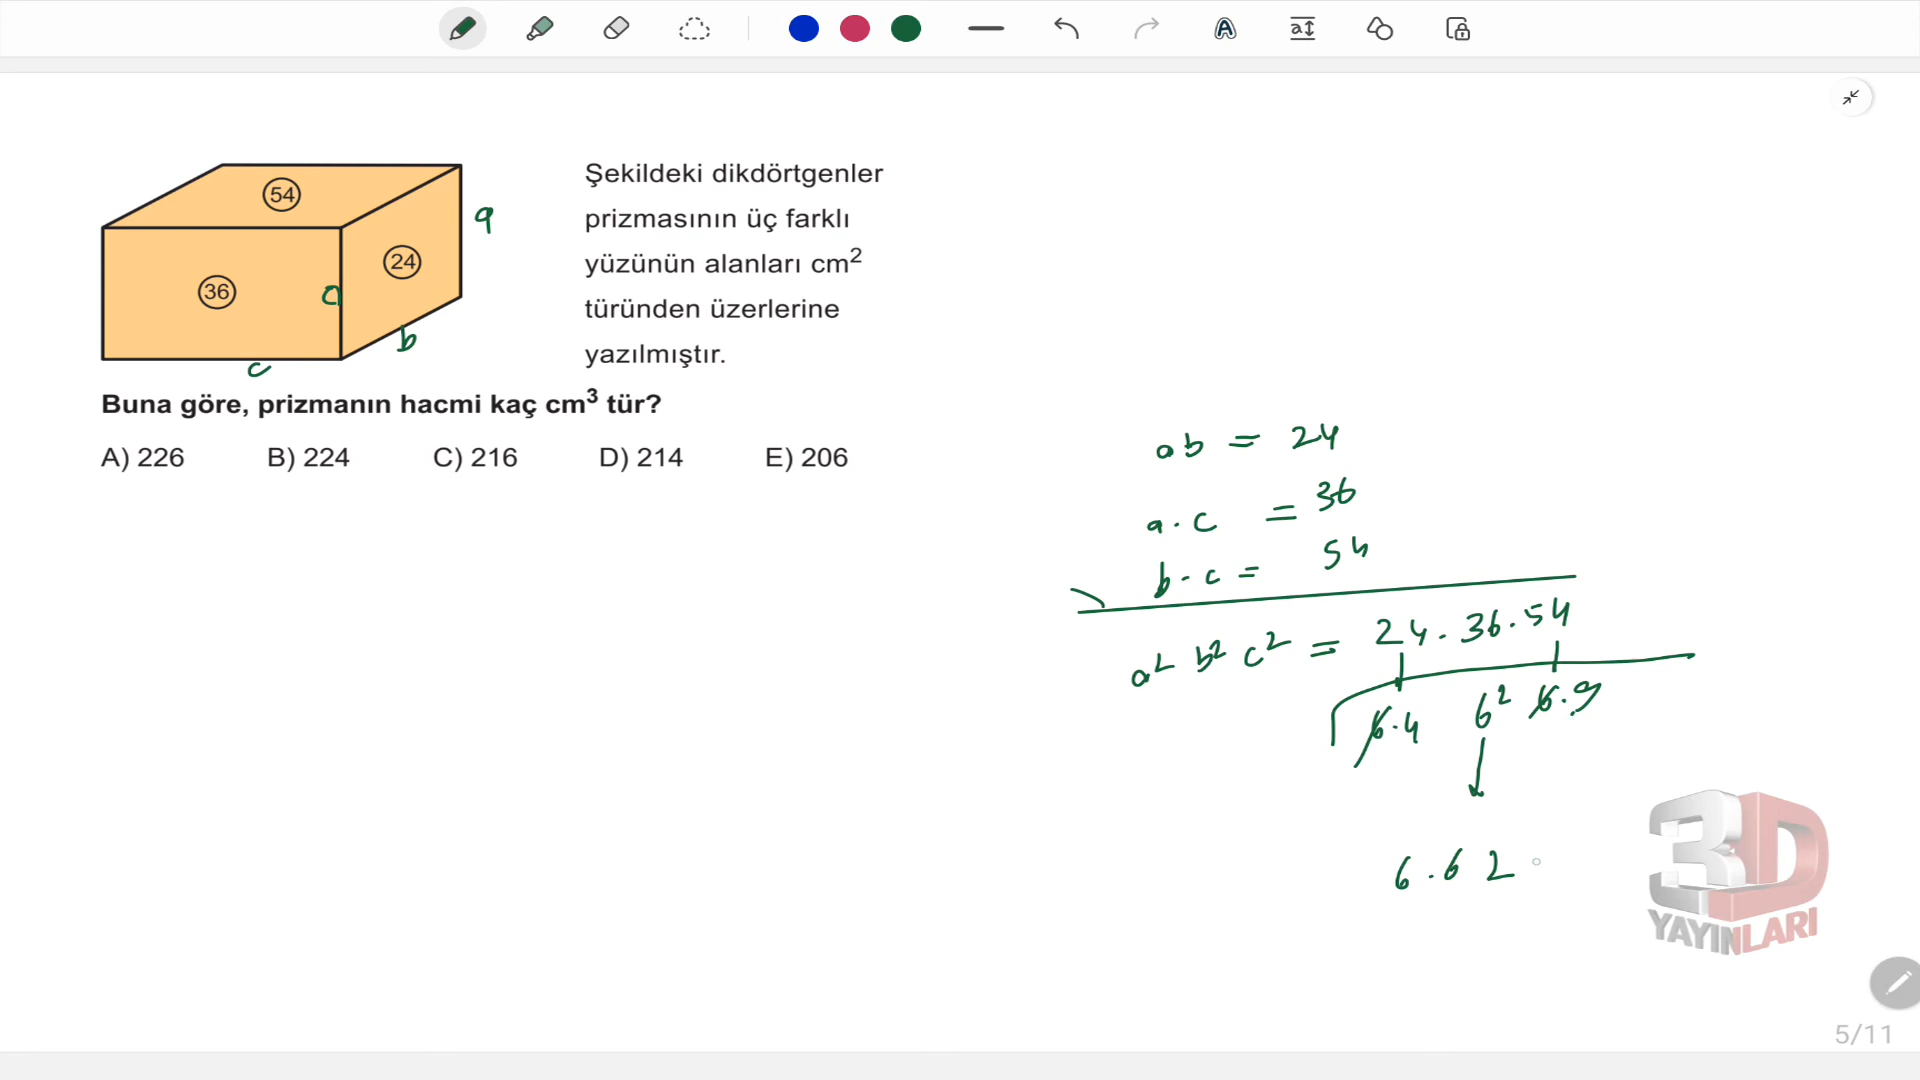 54
36
24
a
a
b
c
Şekildeki dikdörtgenler
prizmasının üç farklı
yüzünün alanları cm²
türünden üzerlerine
yazılmıştır.
Buna göre, prizmanın hacmi kaç cm³ tür?
A) 226 B) 224 C) 216 D) 214 E) 206
ab = 24
a.c = 36
b.c = 54
a² b² c² = 24.36.54
6.4 6² 6.9
6.6 2
3D
YAYINLARI
5/11